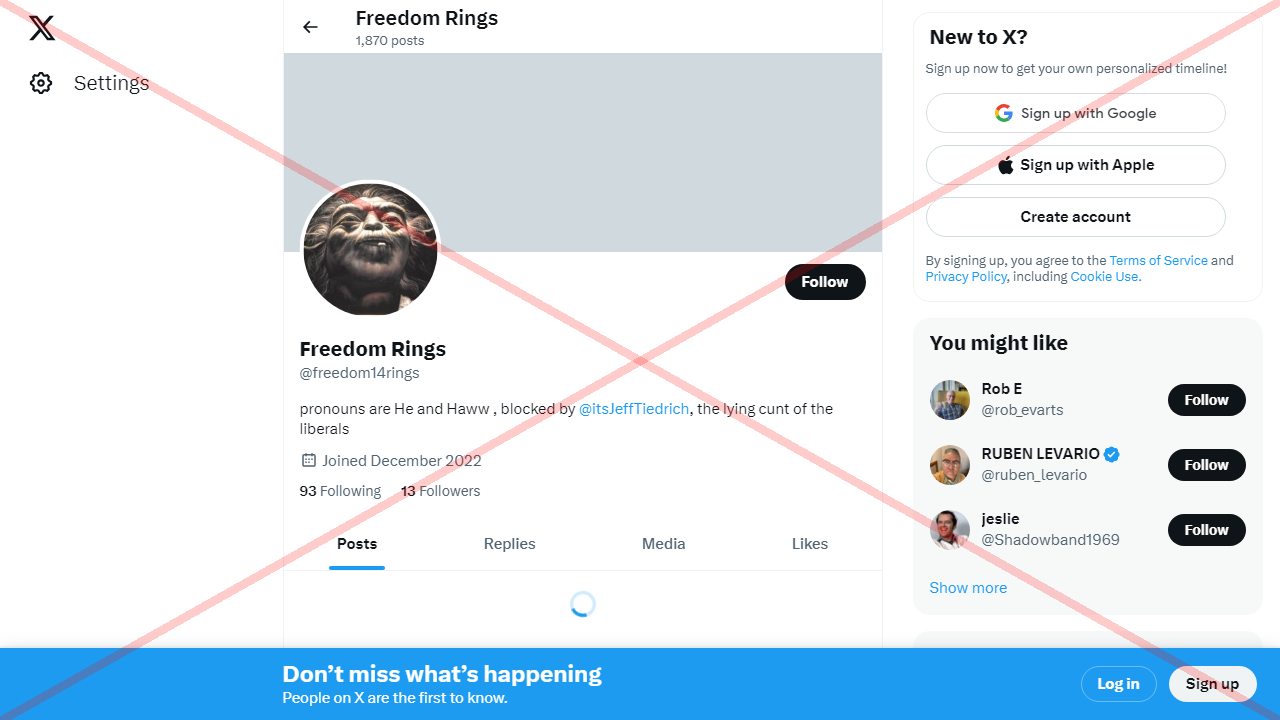 Settings
Freedom Rings
1,870 posts
Follow
Freedom Rings
@freedom14rings
pronouns are He and Haww , blocked by @itsJeffTiedrich, the lying cunt of the
liberals
Joined December 2022
93 Following 13 Followers
Posts Replies Media Likes
New to X?
Sign up now to get your own personalized timeline!
Sign up with Google
Sign up with Apple
Create account
By signing up, you agree to the Terms of Service and
Privacy Policy, including Cookie Use.
You might like
Rob E
@rob_evarts
Follow
RUBEN LEVARIO
@ruben_levario
Follow
jeslie
@Shadowband1969
Follow
Show more
Don’t miss what’s happening
People on X are the first to know.
Log in
Sign up